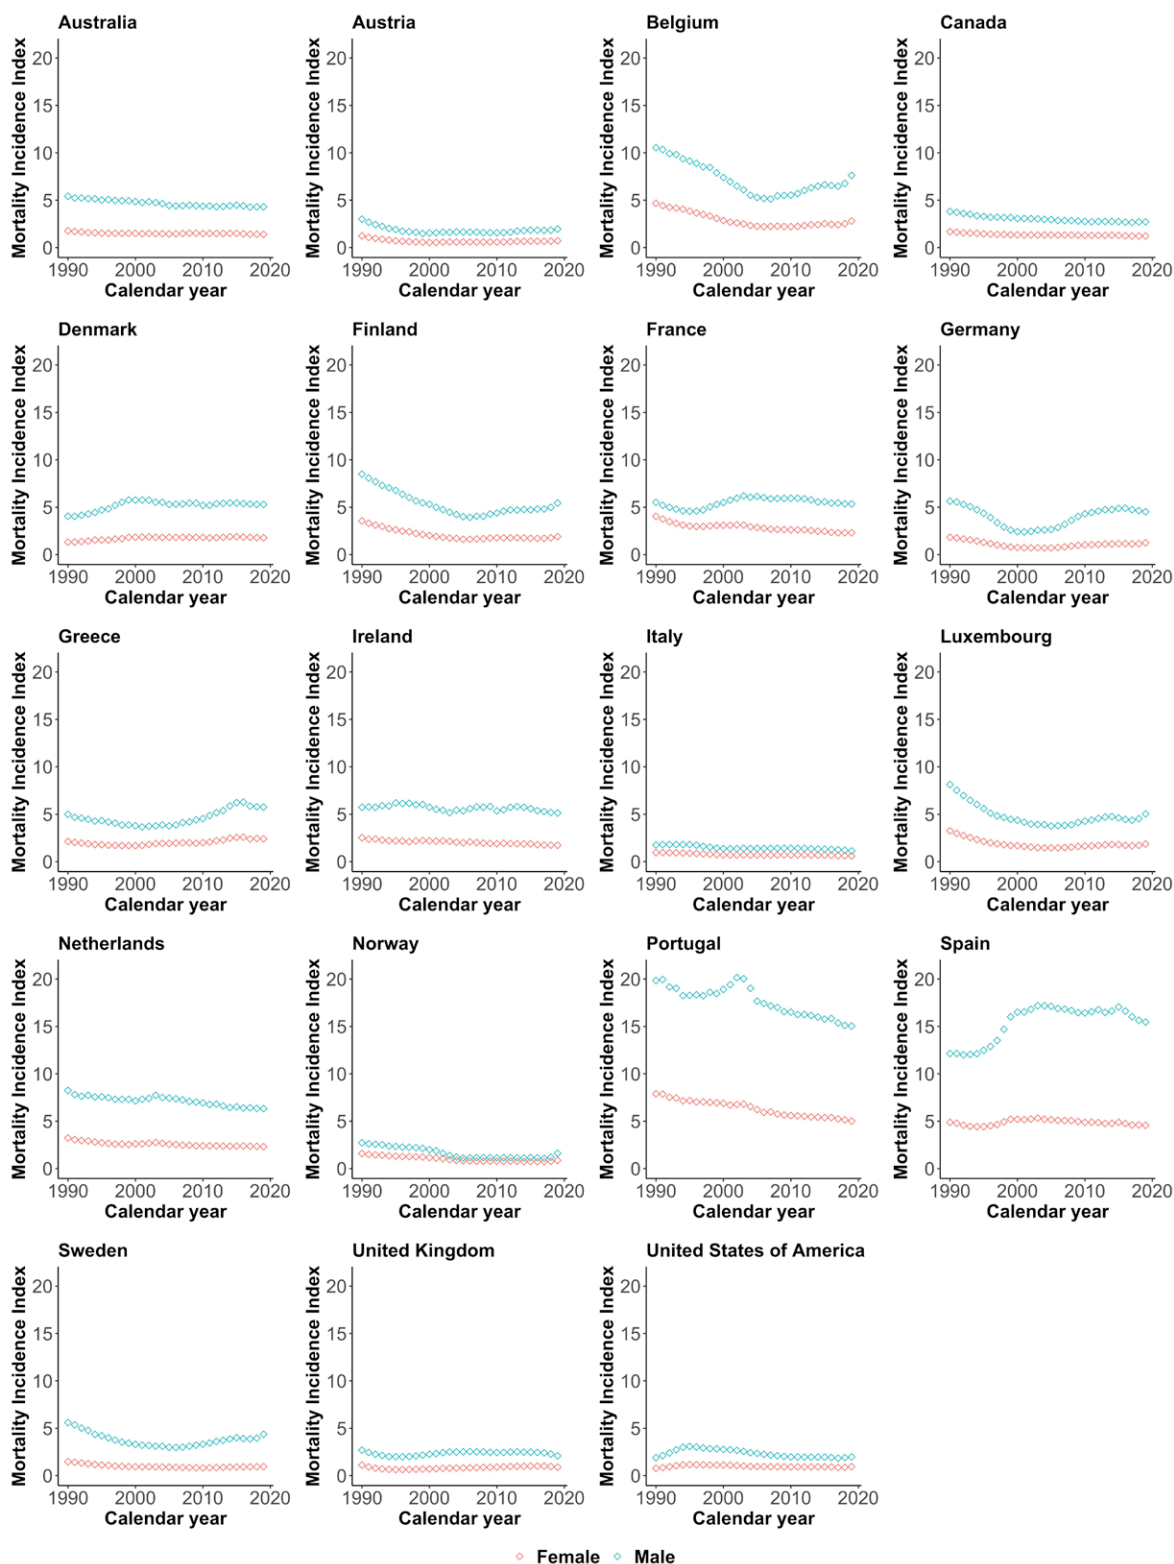 Australia
Mortality Incidence Index
20
15
10
5
0
1990 2000 2010 2020
Calendar year
Austria
Mortality Incidence Index
20
15
10
5
0
1990 2000 2010 2020
Calendar year
Belgium
Mortality Incidence Index
20
15
10
5
0
1990 2000 2010 2020
Calendar year
Canada
Mortality Incidence Index
20
15
10
5
0
1990 2000 2010 2020
Calendar year
Denmark
Mortality Incidence Index
20
15
10
5
0
1990 2000 2010 2020
Calendar year
Finland
Mortality Incidence Index
20
15
10
5
0
1990 2000 2010 2020
Calendar year
France
Mortality Incidence Index
20
15
10
5
0
1990 2000 2010 2020
Calendar year
Germany
Mortality Incidence Index
20
15
10
5
0
1990 2000 2010 2020
Calendar year
Greece
Mortality Incidence Index
20
15
10
5
0
1990 2000 2010 2020
Calendar year
Ireland
Mortality Incidence Index
20
15
10
5
0
1990 2000 2010 2020
Calendar year
Italy
Mortality Incidence Index
20
15
10
5
0
1990 2000 2010 2020
Calendar year
Luxembourg
Mortality Incidence Index
20
15
10
5
0
1990 2000 2010 2020
Calendar year
Netherlands
Mortality Incidence Index
20
15
10
5
0
1990 2000 2010 2020
Calendar year
Norway
Mortality Incidence Index
20
15
10
5
0
1990 2000 2010 2020
Calendar year
Portugal
Mortality Incidence Index
20
15
10
5
0
1990 2000 2010 2020
Calendar year
Spain
Mortality Incidence Index
20
15
10
5
0
1990 2000 2010 2020
Calendar year
Sweden
Mortality Incidence Index
20
15
10
5
0
1990 2000 2010 2020
Calendar year
United Kingdom
Mortality Incidence Index
20
15
10
5
0
1990 2000 2010 2020
Calendar year
United States of America
Mortality Incidence Index
20
15
10
5
0
1990 2000 2010 2020
Calendar year
Female Male